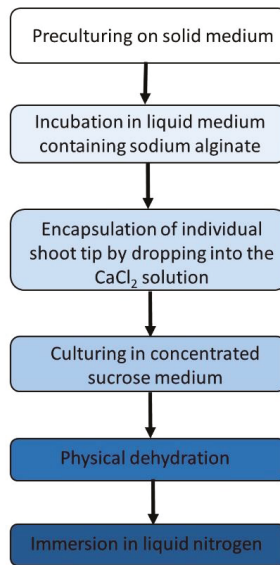 Preculturing on solid medium
Incubation in liquid medium
containing sodium alginate
Encapsulation of individual
shoot tip by dropping into the
CaCl₂ solution
Culturing in concentrated
sucrose medium
Physical dehydration
Immersion in liquid nitrogen